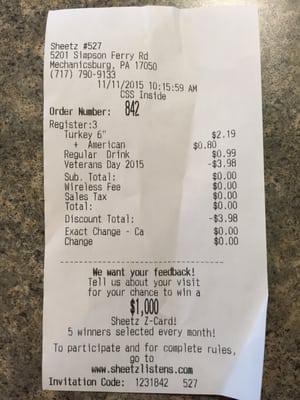 Sheetz #527
5201 Simpson Ferry Rd
Mechanicsburg, PA 17050
(717) 790-9133
11/11/2015 10:15:59 AM
CSS Inside
Order Number: 842
Register:3
Turkey 6" $2.19
+ American $0.80
Regular Drink $0.99
Veterans Day 2015 -$3.98
Sub. Total: $0.00
Wireless Fee $0.00
Sales Tax $0.00
Total: $0.00
Discount Total: -$3.98
Exact Change - Ca $0.00
Change $0.00
We want your feedback!
Tell us about your visit
for your chance to win a
$1,000
Sheetz Z-Card!
5 winners selected every month!
To participate and for complete rules,
go to
www.sheetzlistens.com
Invitation Code: 1231842 527